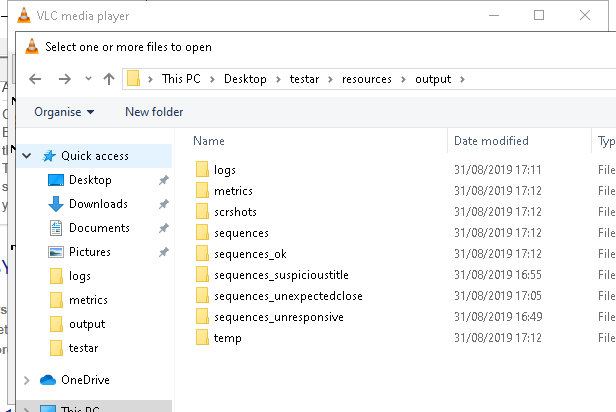 VLC media player
Select one or more files to open
This PC > Desktop > testar > resources > output >
Organise New folder
Name Date modified Typ
Quick access
Desktop
Downloads
Documents
Pictures
logs
metrics
output
testar
OneDrive
This PC
logs 31/08/2019 17:11 File
metrics 31/08/2019 17:12 File
scrshots 31/08/2019 17:12 File
sequences 31/08/2019 17:12 File
sequences_ok 31/08/2019 17:12 File
sequences_suspicioustitle 31/08/2019 16:55 File
sequences_unexpectedclose 31/08/2019 17:05 File
sequences_unresponsive 31/08/2019 16:49 File
temp 31/08/2019 17:12 File